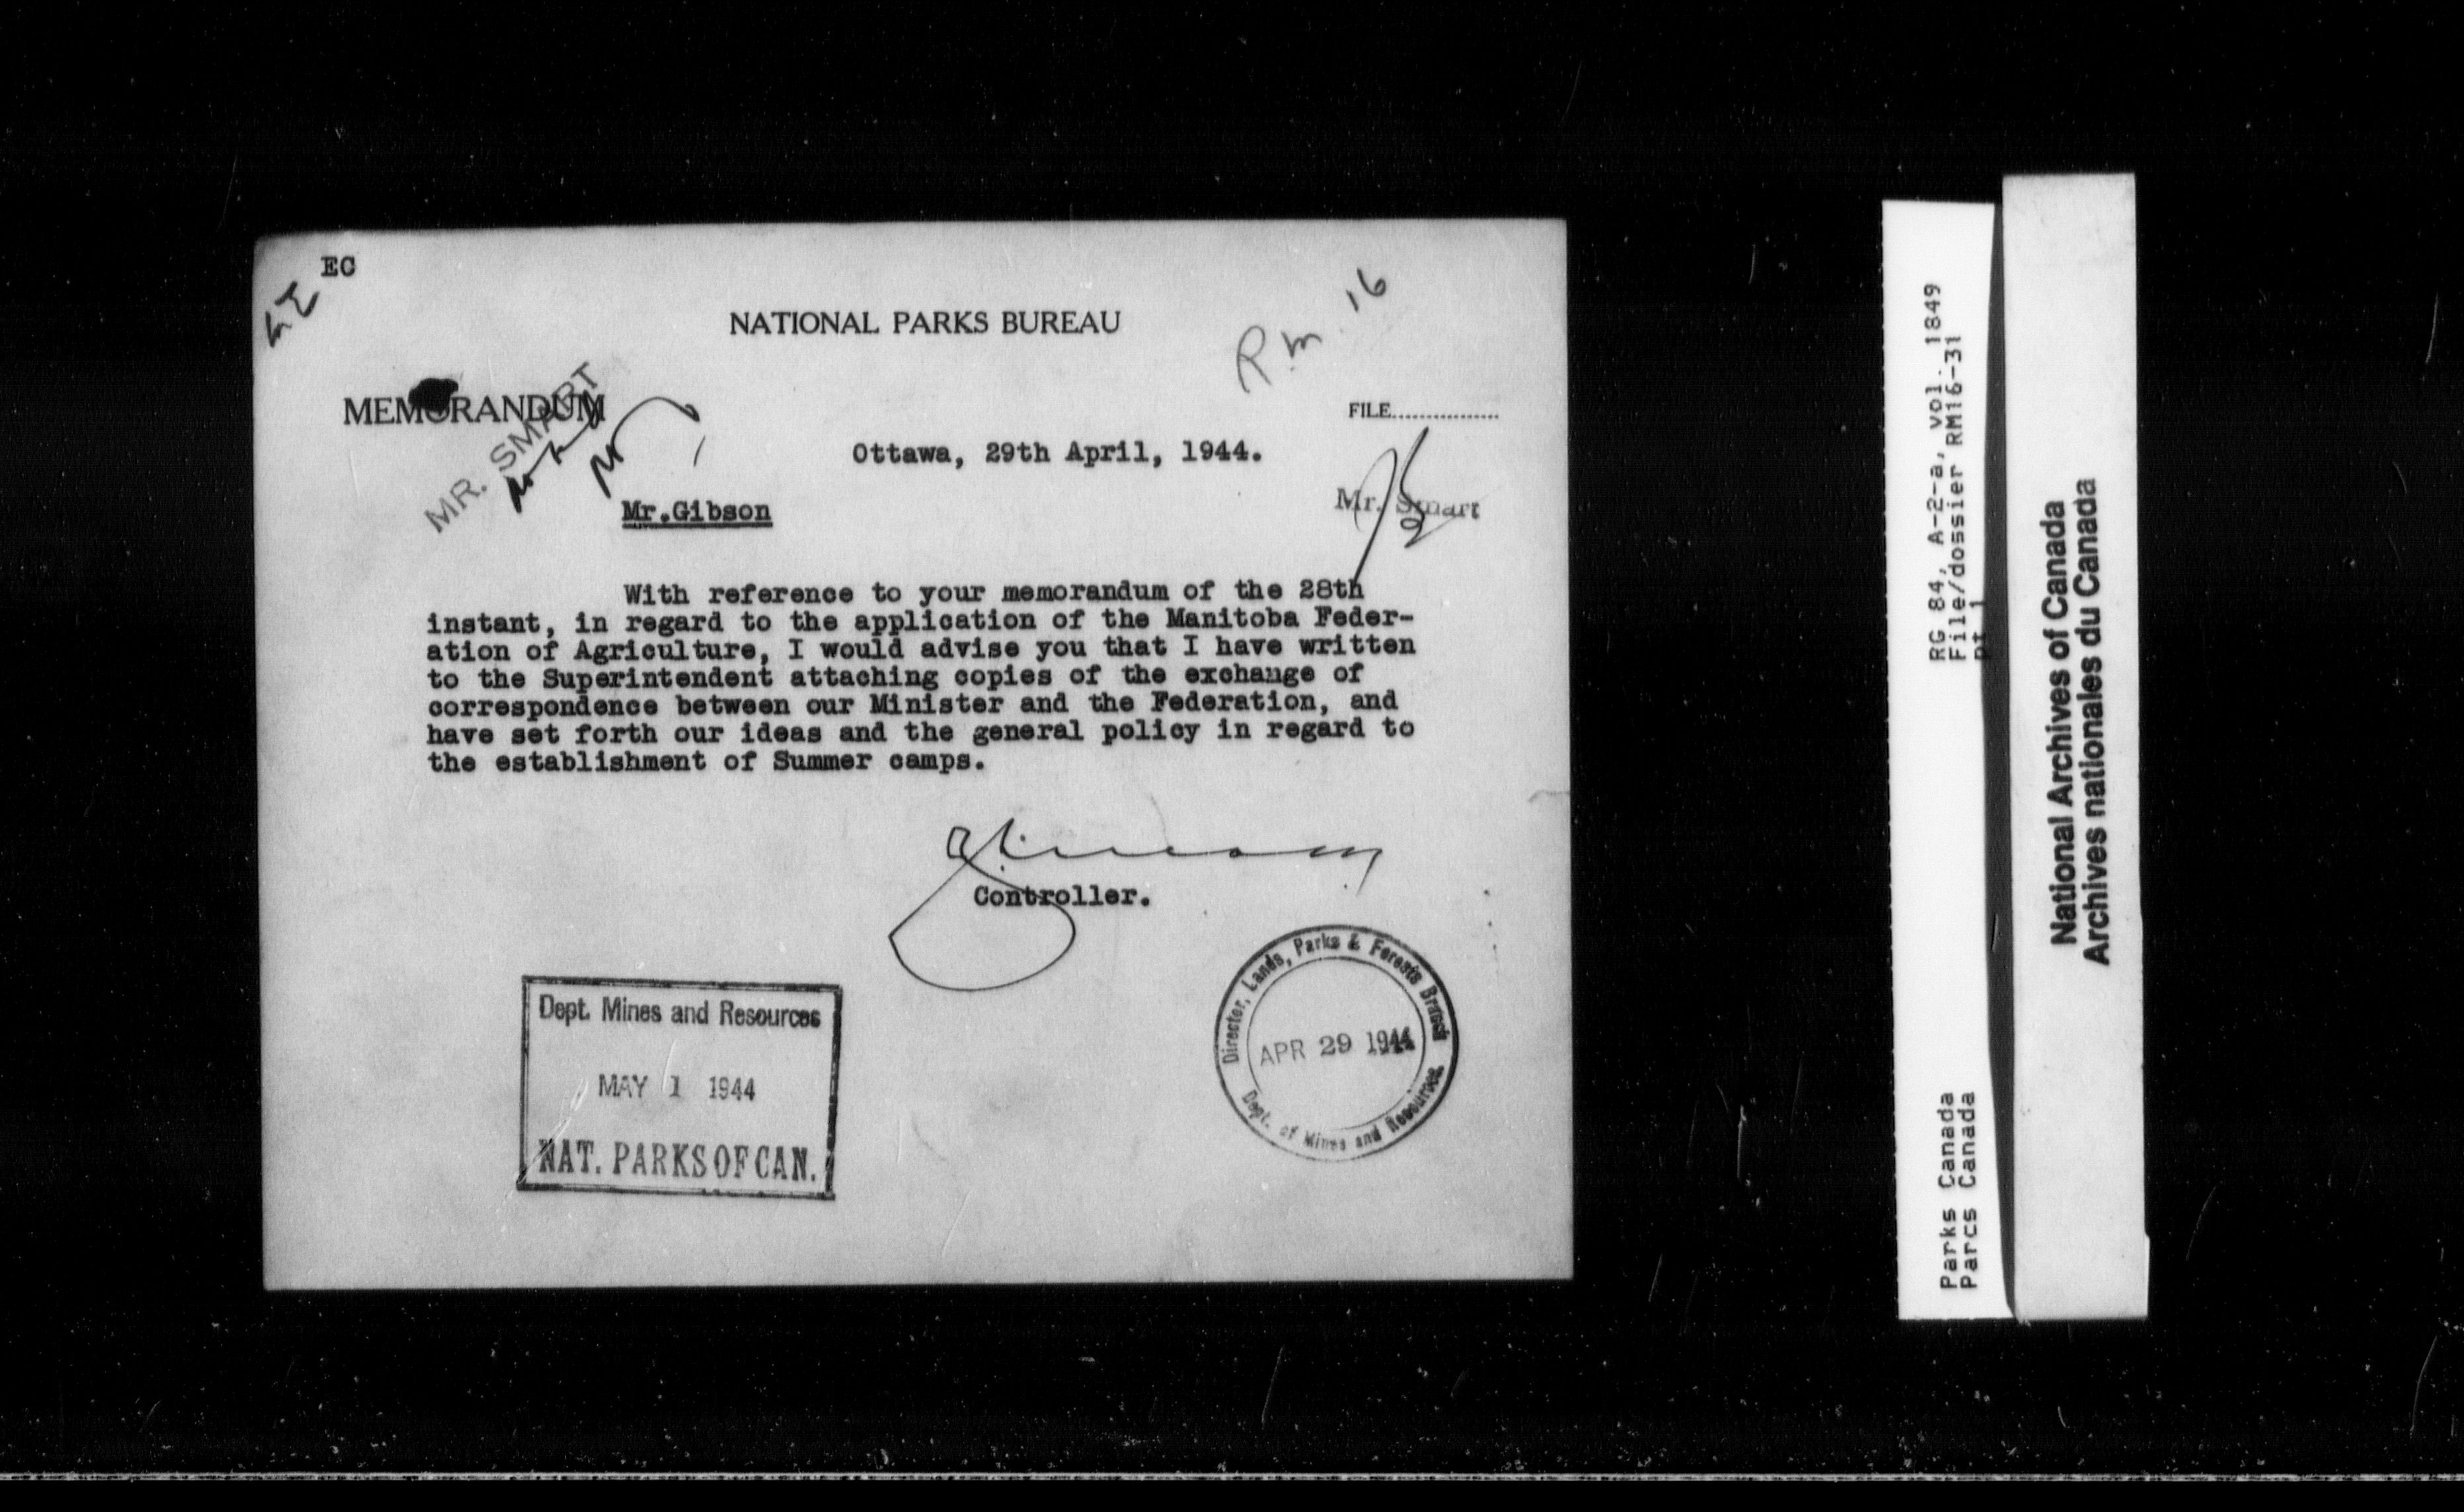 EC
NATIONAL PARKS BUREAU
R.M. 16
MEMORANDUM
FILE...............
MR. SMART
Ottawa, 29th April, 1944.
Mr.Gibson
Mr. Smart
With reference to your memorandum of the 28th
instant, in regard to the application of the Manitoba Feder-
ation of Agriculture, I would advise you that I have written
to the Superintendent attaching copies of the exchange of
correspondence between our Minister and the Federation, and
have set forth our ideas and the general policy in regard to
the establishment of Summer camps.
Controller.
Dept. Mines and Resources
MAY 1 1944
NAT. PARKS OF CAN.
Director, Lands, Parks & Forests Branch
APR 29 1944
Dept. of Mines and Resources
RG 84, A-2-a, vol. 1849
File/dossier RM16-31
pt 1
Parks Canada
Parcs Canada
National Archives of Canada
Archives nationales du Canada